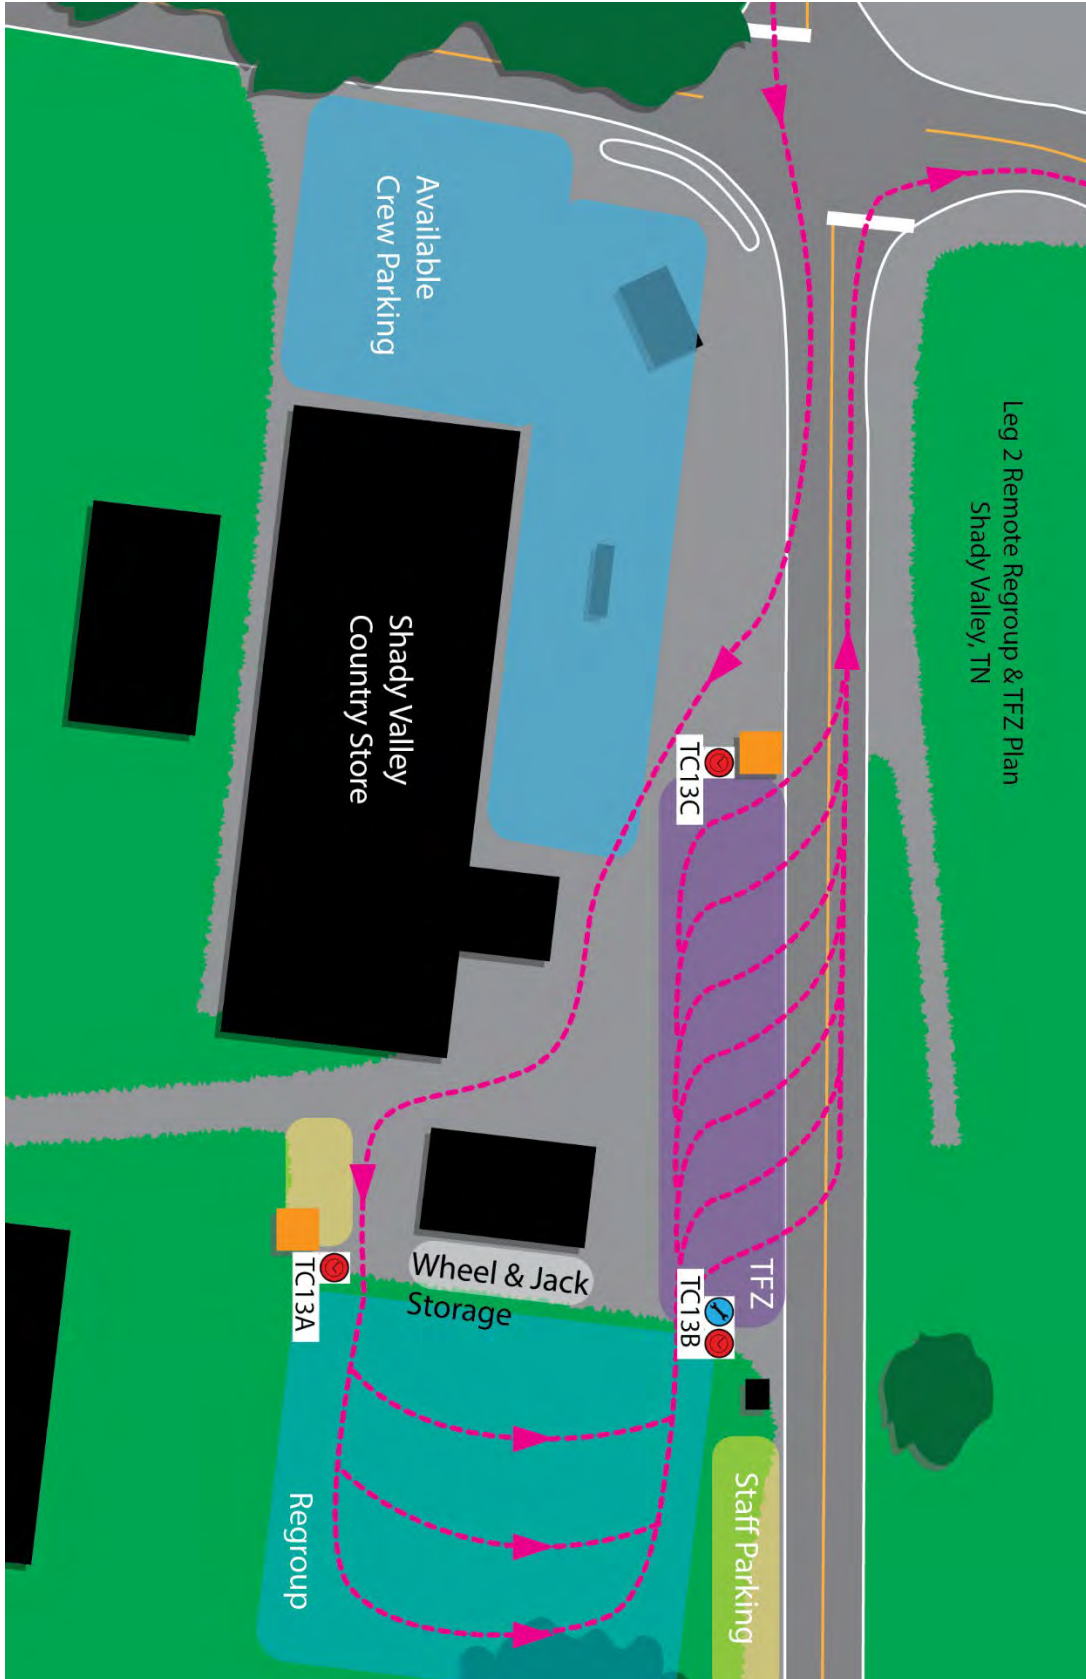 Leg 2 Remote Regroup & TFZ Plan
Shady Valley, TN
Available
Crew Parking
Shady Valley
Country Store
TC13C
TFZ
TC13B
TC13A
Wheel & Jack
Storage
Staff Parking
Regroup